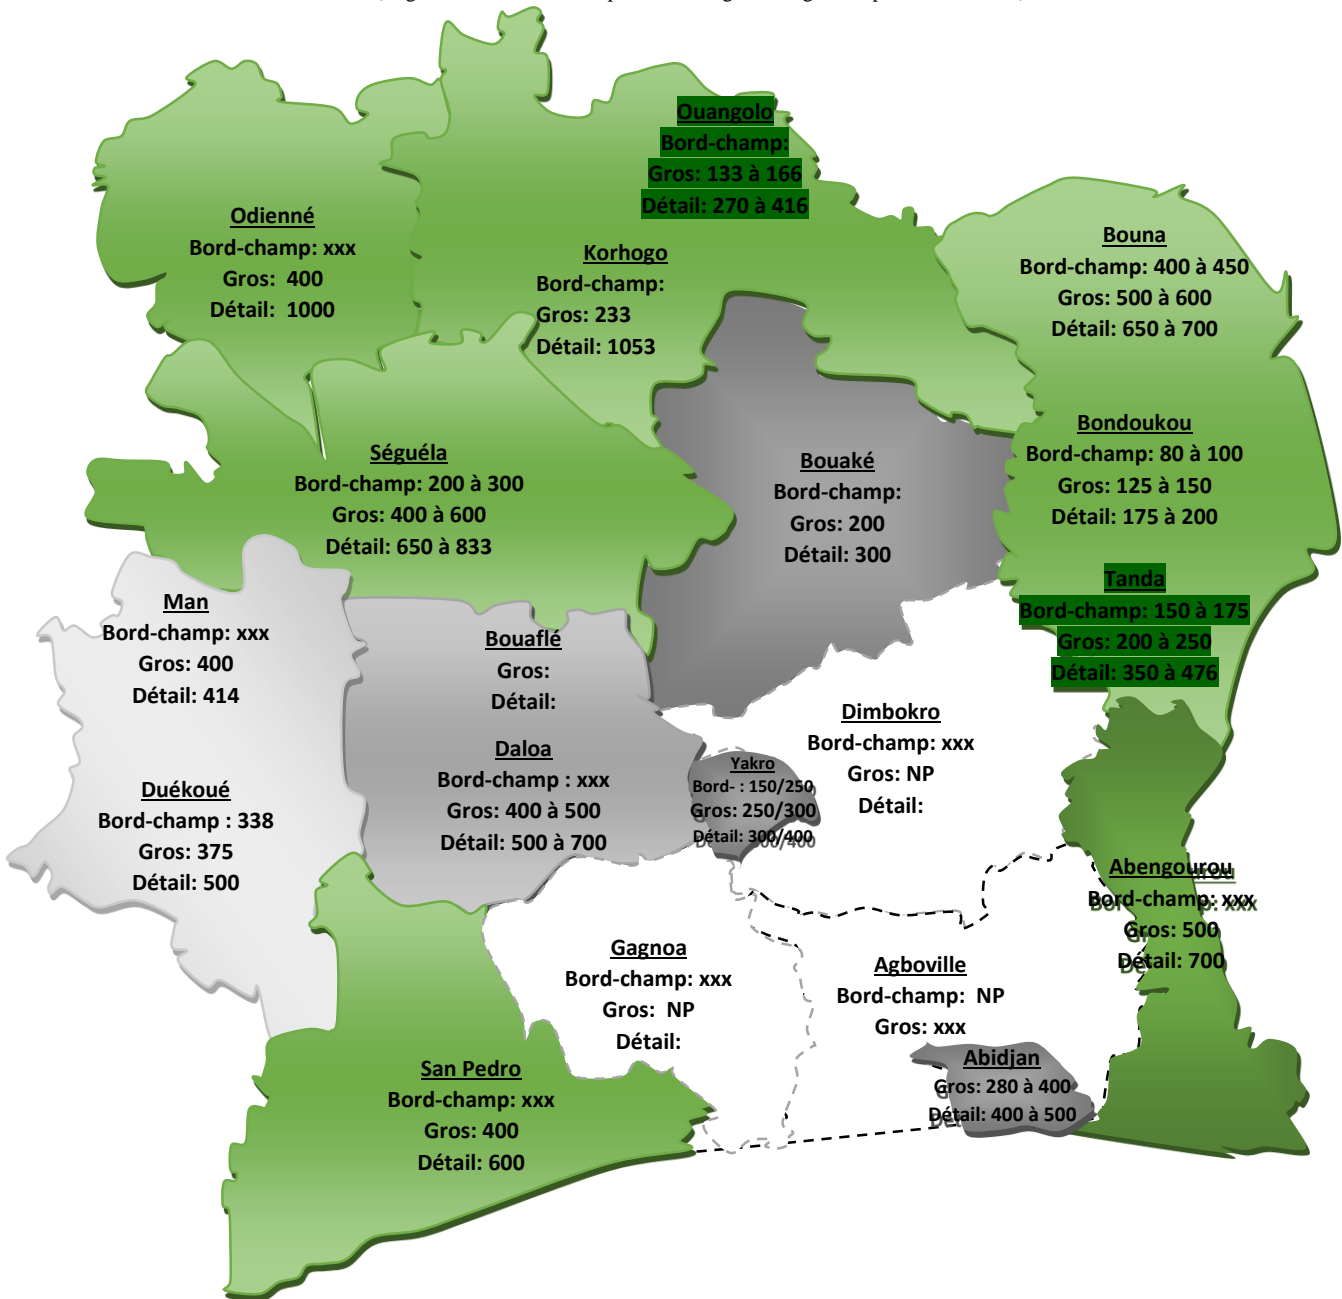 Ouangolo
Bord-champ:
Gros: 133 à 166
Détail: 270 à 416
Odienné
Bord-champ: xxx
Gros: 400
Détail: 1000
Korhogo
Bord-champ:
Gros: 233
Détail: 1053
Bouna
Bord-champ: 400 à 450
Gros: 500 à 600
Détail: 650 à 700
Séguéla
Bord-champ: 200 à 300
Gros: 400 à 600
Détail: 650 à 833
Bouaké
Bord-champ:
Gros: 200
Détail: 300
Bondoukou
Bord-champ: 80 à 100
Gros: 125 à 150
Détail: 175 à 200
Tanda
Bord-champ: 150 à 175
Gros: 200 à 250
Détail: 350 à 476
Man
Bord-champ: xxx
Gros: 400
Détail: 414
Bouaflé
Gros:
Détail:
Daloa
Bord-champ : xxx
Gros: 400 à 500
Détail: 500 à 700
Yakro
Bord- : 150/250
Gros: 250/300
Détail: 300/400
Dimbokro
Bord-champ: xxx
Gros: NP
Détail:
Duékoué
Bord-champ : 338
Gros: 375
Détail: 500
Abengourou
Bord-champ: xxx
Gros: 500
Détail: 700
Gagnoa
Bord-champ: xxx
Gros: NP
Détail:
Agboville
Bord-champ: NP
Gros: xxx
Abidjan
Gros: 280 à 400
Détail: 400 à 500
San Pedro
Bord-champ: xxx
Gros: 400
Détail: 600